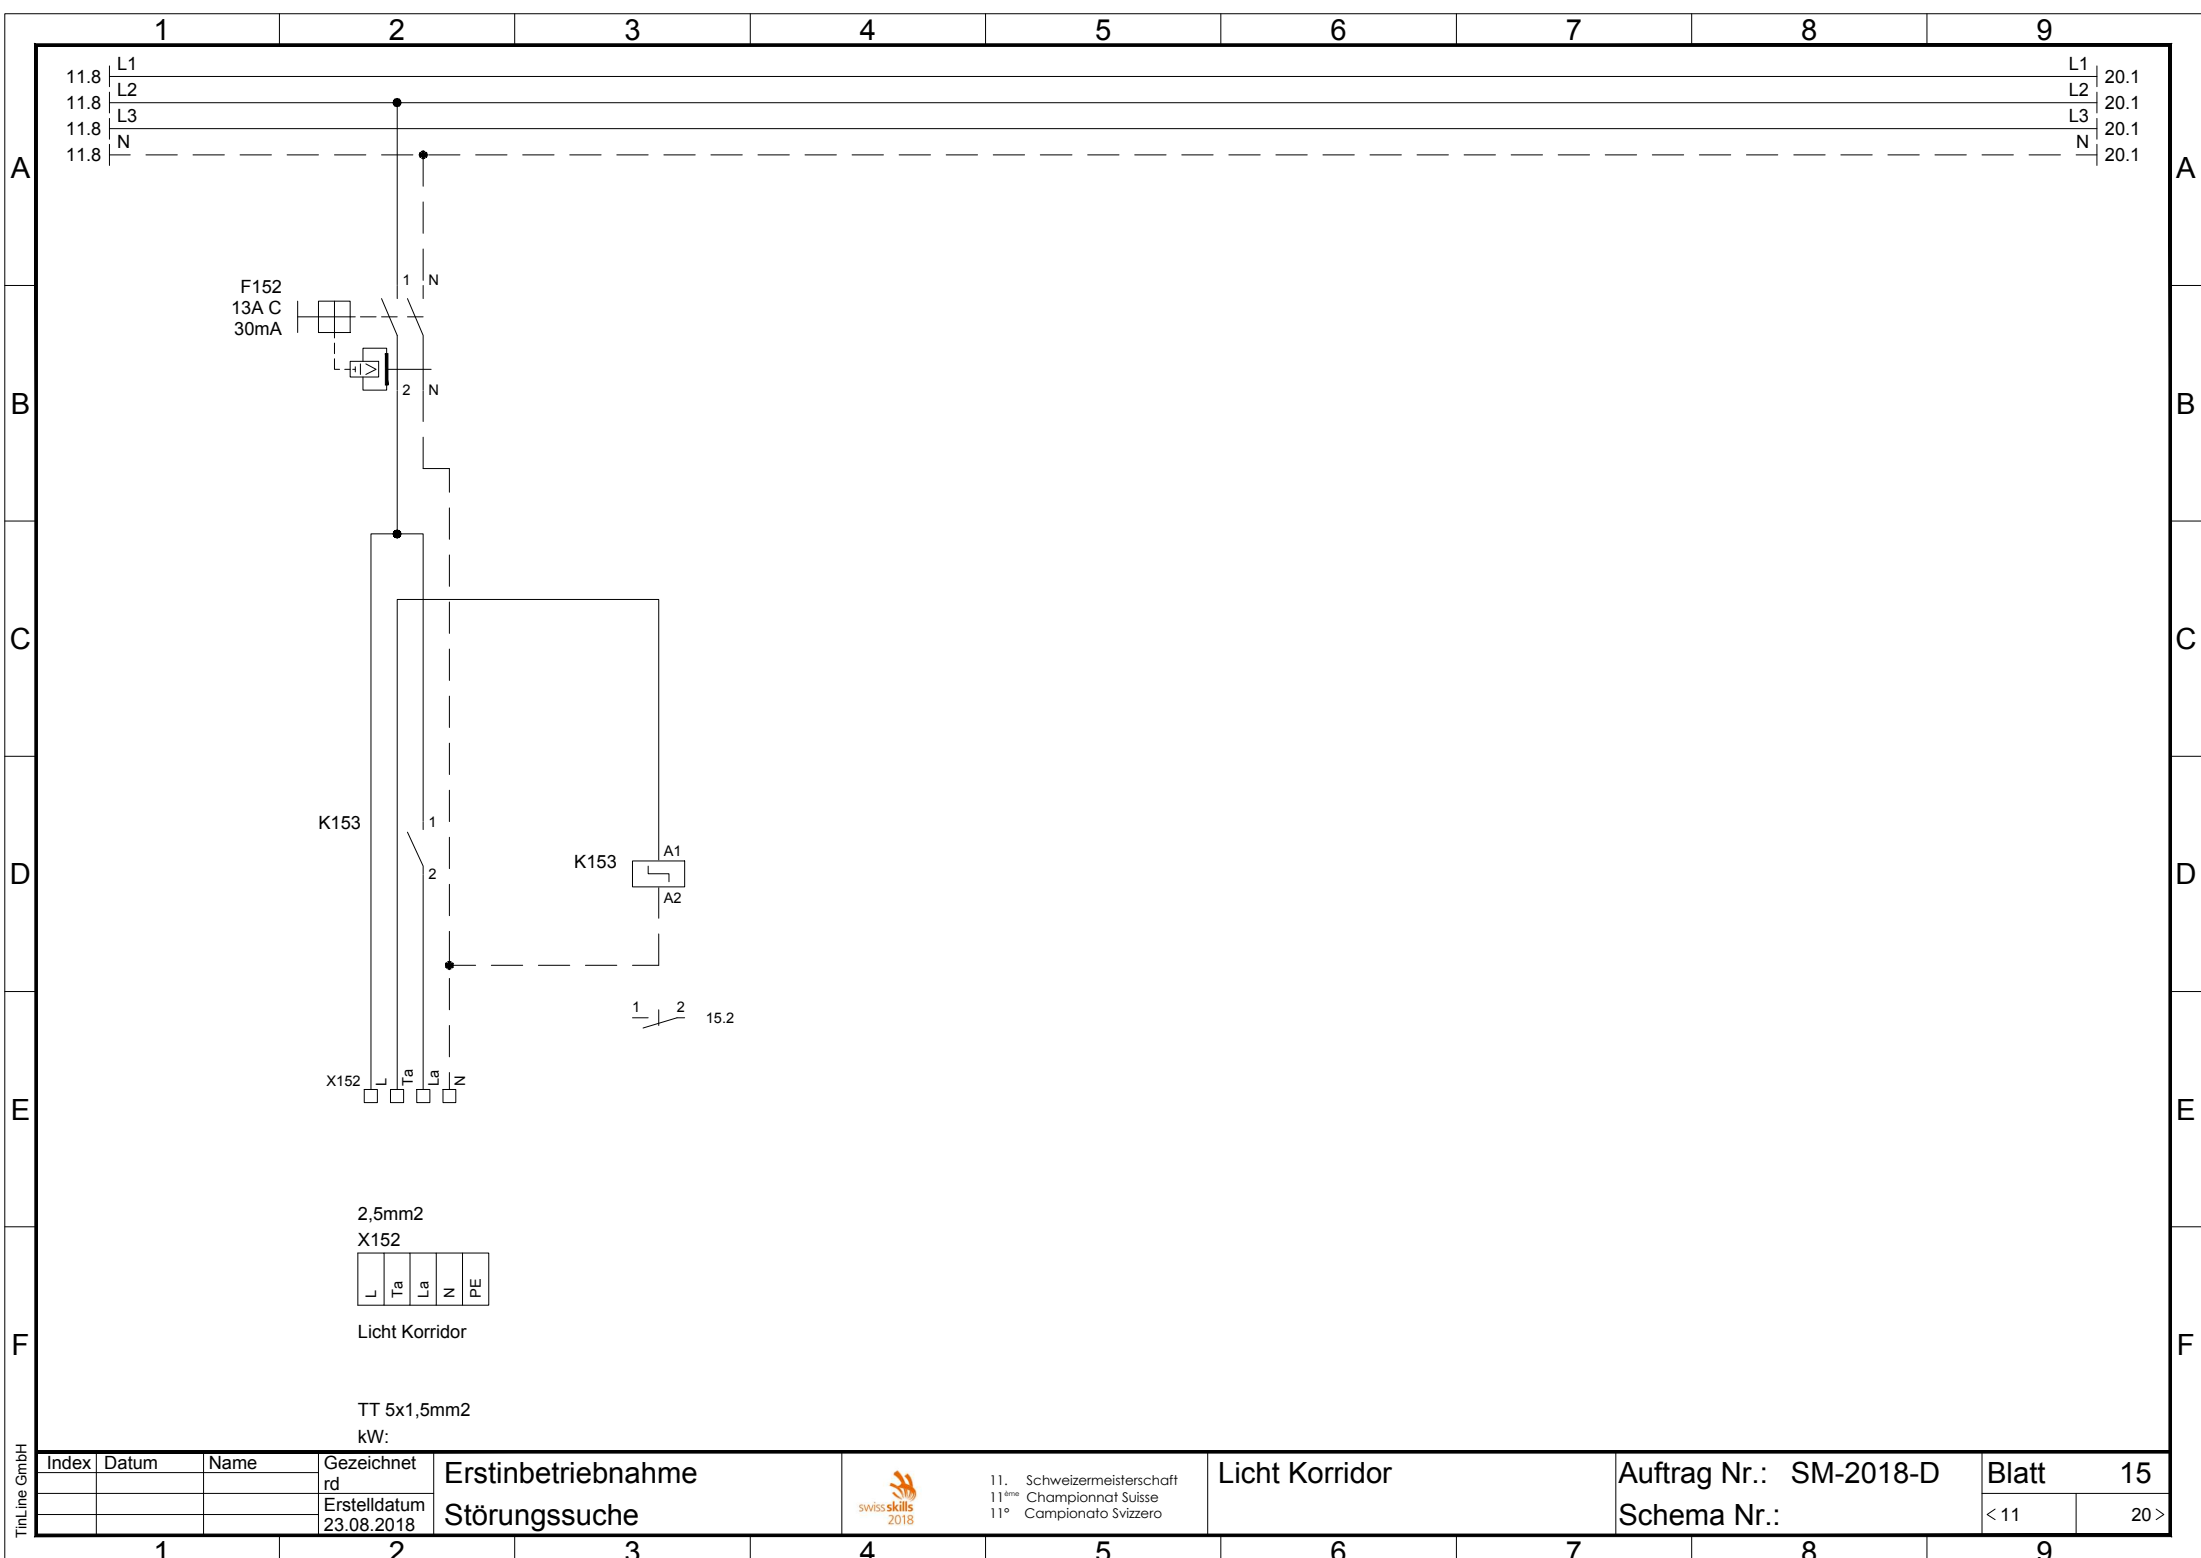 1 2 3 4 5 6 7 8 9
11.8 L1 L1 20.1
11.8 L2 L2 20.1
11.8 L3 L3 20.1
11.8 N N 20.1
A A
F152
13A C
30mA
1 N
2 N
B B
C C
K153
1
2
K153
A1
A2
D D
1 2 15.2
X152 L Ta La N
E E
2,5mm2
X152
L Ta La N PE
Licht Korridor
F F
TT 5x1,5mm2
kW:
TinLine GmbH
Index Datum Name
Gezeichnet
rd
Erstelldatum
23.08.2018
Erstinbetriebnahme
Störungssuche
swissskills
2018
11. Schweizermeisterschaft
11ème Championnat Suisse
11° Campionato Svizzero
Licht Korridor
Auftrag Nr.: SM-2018-D
Schema Nr.:
Blatt 15
< 11 20 >
1 2 3 4 5 6 7 8 9